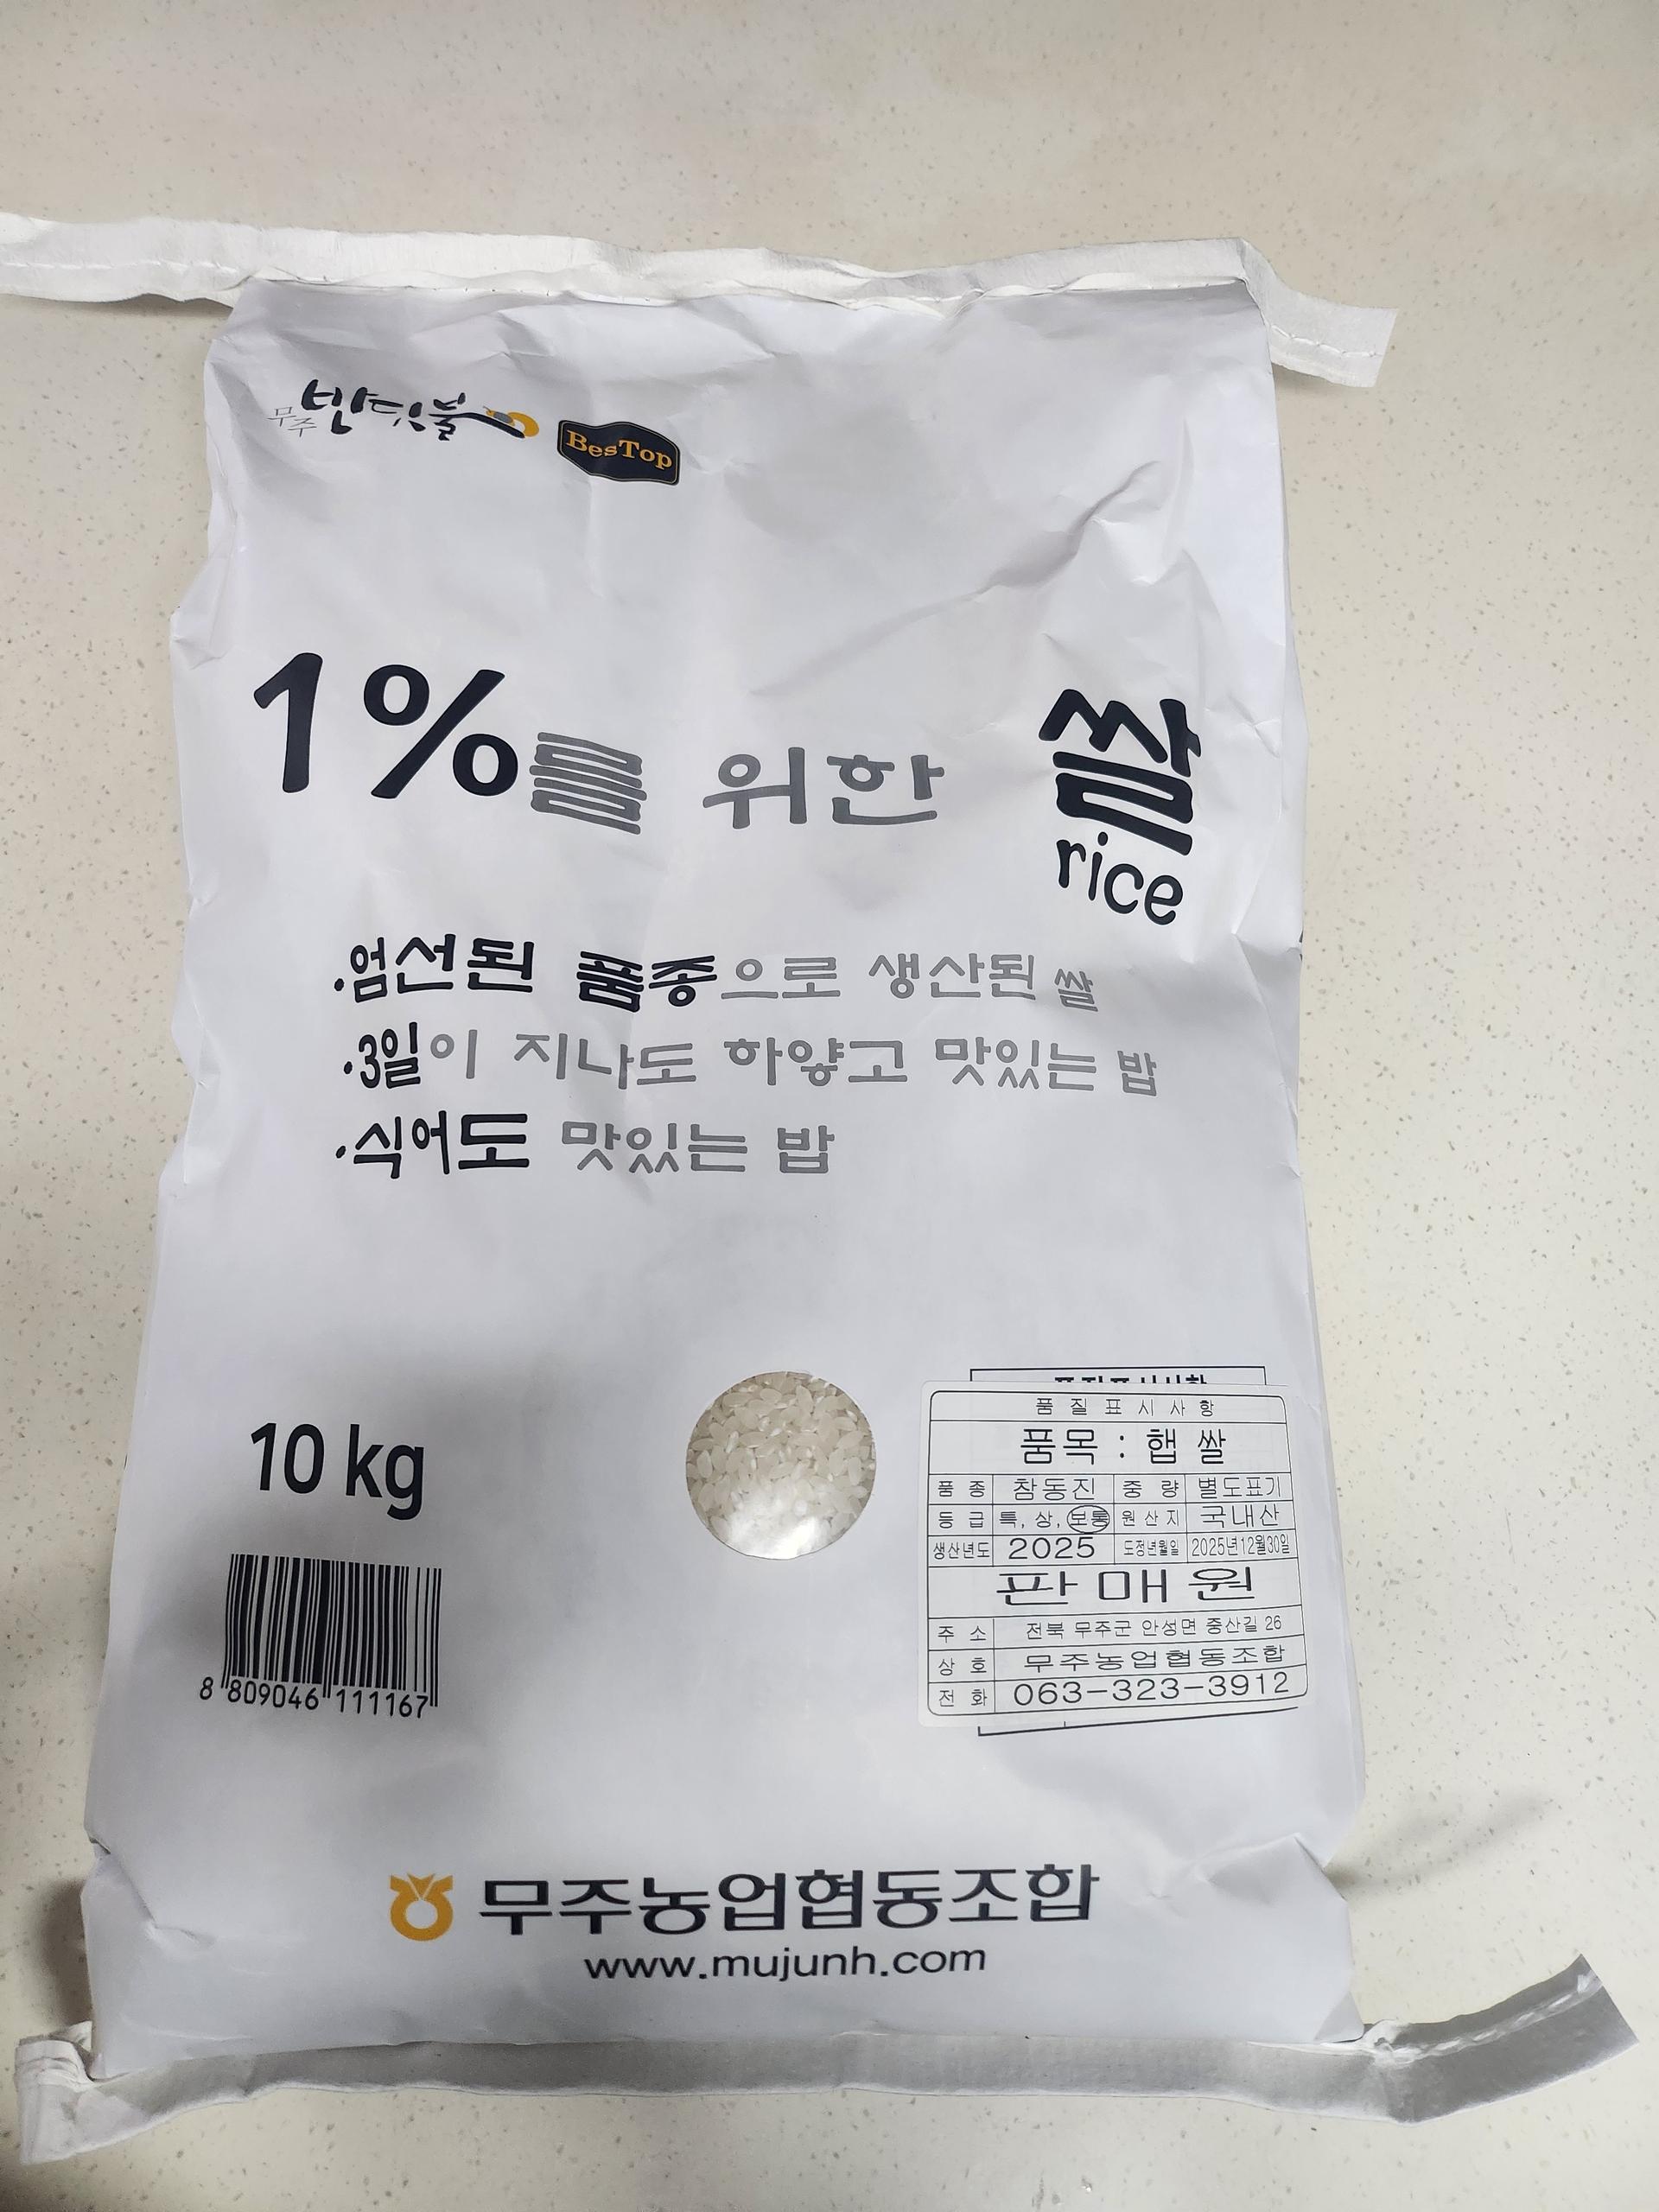 무주 반딧불
BesTop
1%를 위한 쌀
rice
·엄선된 품종으로 생산된 쌀
·3일이 지나도 하얗고 맛있는 밥
·식어도 맛있는 밥
10 kg
8 809046 111167
품질표시사항
품목 : 햅쌀
품종 참동진 중량 별도표기
등급 특, 상, 보통 원산지 국내산
생산년도 2025 도정년월일 2025년12월30일
판매원
주소 전북 무주군 안성면 중산길 26
상호 무주농업협동조합
전화 063-323-3912
무주농업협동조합
www.mujunh.com